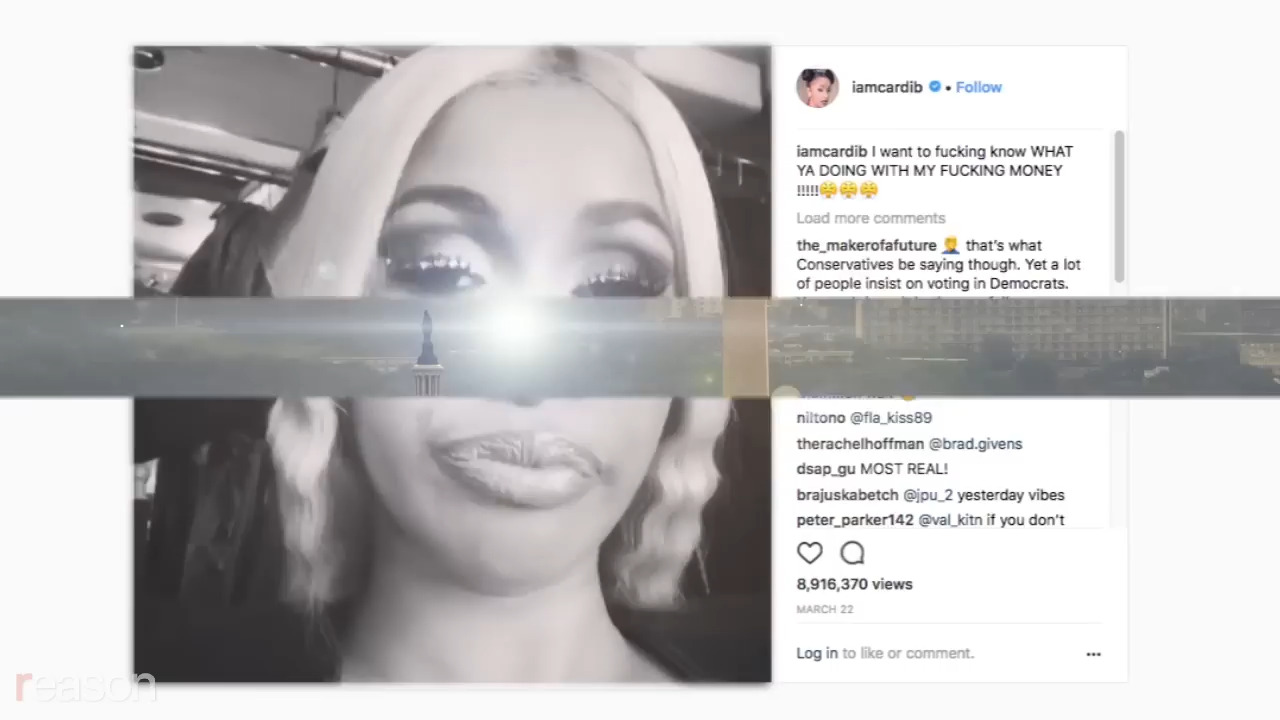 iamcardib • Follow
iamcardib I want to fucking know WHAT
YA DOING WITH MY FUCKING MONEY
!!!!!😤😤😤
Load more comments
the_makerofafuture 🤦 that's what
Conservatives be saying though. Yet a lot
of people insist on voting in Democrats.
niltono @fla_kiss89
therachelhoffman @brad.givens
dsap_gu MOST REAL!
brajuskabetch @jpu_2 yesterday vibes
peter_parker142 @val_kitn if you don't
8,916,370 views
MARCH 22
Log in to like or comment.
reason